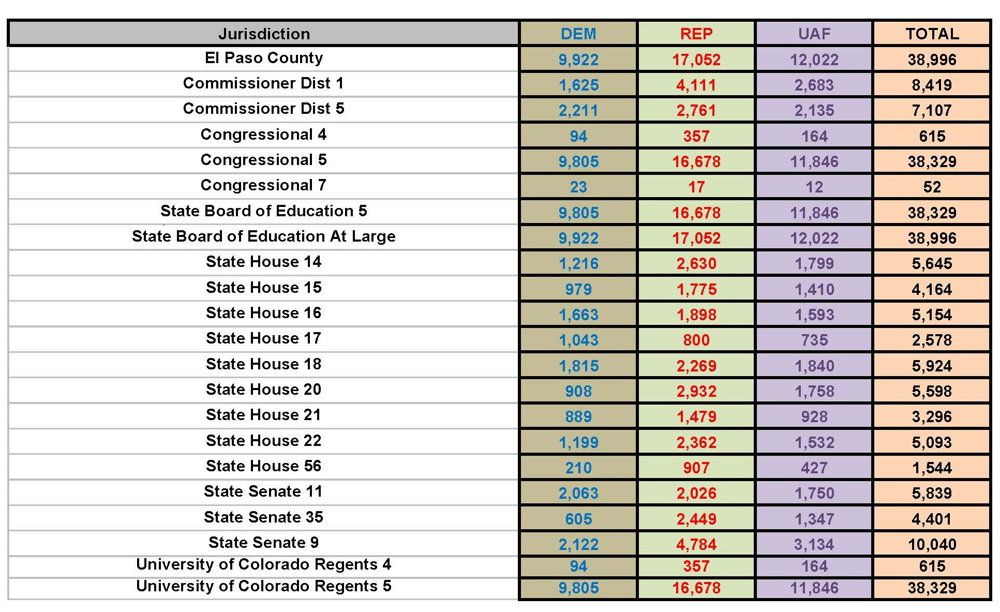 Jurisdiction DEM REP UAF TOTAL
El Paso County 9,922 17,052 12,022 38,996
Commissioner Dist 1 1,625 4,111 2,683 8,419
Commissioner Dist 5 2,211 2,761 2,135 7,107
Congressional 4 94 357 164 615
Congressional 5 9,805 16,678 11,846 38,329
Congressional 7 23 17 12 52
State Board of Education 5 9,805 16,678 11,846 38,329
State Board of Education At Large 9,922 17,052 12,022 38,996
State House 14 1,216 2,630 1,799 5,645
State House 15 979 1,775 1,410 4,164
State House 16 1,663 1,898 1,593 5,154
State House 17 1,043 800 735 2,578
State House 18 1,815 2,269 1,840 5,924
State House 20 908 2,932 1,758 5,598
State House 21 889 1,479 928 3,296
State House 22 1,199 2,362 1,532 5,093
State House 56 210 907 427 1,544
State Senate 11 2,063 2,026 1,750 5,839
State Senate 35 605 2,449 1,347 4,401
State Senate 9 2,122 4,784 3,134 10,040
University of Colorado Regents 4 94 357 164 615
University of Colorado Regents 5 9,805 16,678 11,846 38,329